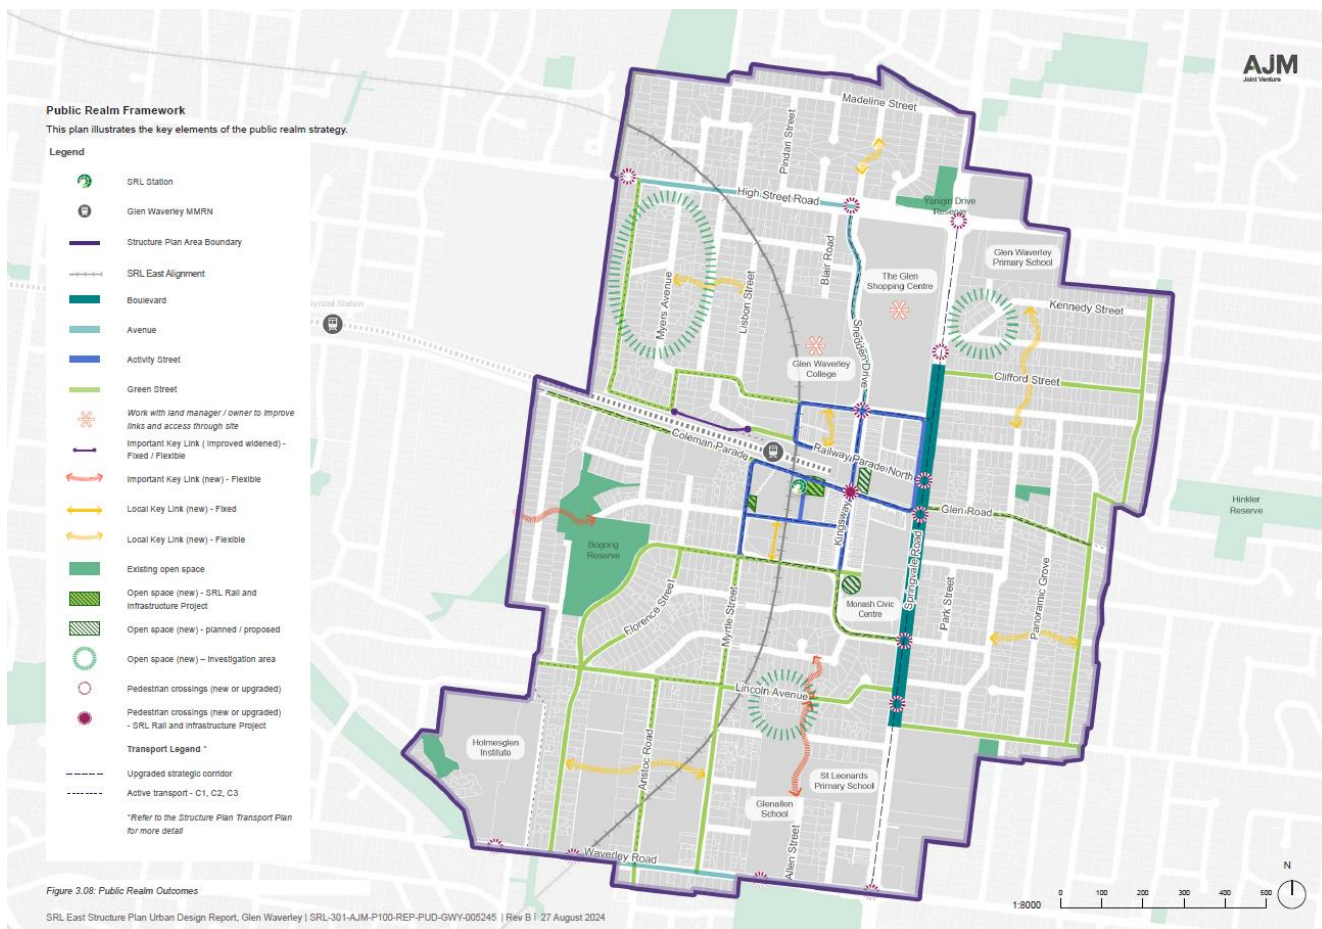 AJM
Joint Venture
Public Realm Framework
This plan illustrates the key elements of the public realm strategy.
Legend
SRL Station
Glen Waverley MMRN
Structure Plan Area Boundary
SRL East Alignment
Boulevard
Avenue
Activity Street
Green Street
Work with land manager / owner to improve
links and access through site
Important Key Link ( Improved widened) -
Fixed / Flexible
Important Key Link (new) - Flexible
Local Key Link (new) - Fixed
Local Key Link (new) - Flexible
Existing open space
Open space (new) - SRL Rail and
Infrastructure Project
Open space (new) - planned / proposed
Open space (new) – Investigation area
Pedestrian crossings (new or upgraded)
Pedestrian crossings (new or upgraded)
- SRL Rail and Infrastructure Project
Transport Legend *
Upgraded strategic corridor
Active transport - C1, C2, C3
*Refer to the Structure Plan Transport Plan
for more detail
Madeline Street
Pindari Street
High Street Road
Yarrigin Drive
Reserve
Blair Road
Glen Waverley
Primary School
The Glen
Shopping Centre
Kennedy Street
Myers Avenue
Lisbon Street
Snedden Drive
Glen Waverley
College
Clifford Street
Coleman Parade
Railway Parade North
Kingsway
Glen Road
Hinkler
Reserve
Bogong
Reserve
Springvale Road
Florence Street
Myrtle Street
Monash Civic
Centre
Park Street
Panoramic Grove
Lincoln Avenue
Holmesglen
Institute
Aristoc Road
St Leonards
Primary School
Glenallen
School
Allen Street
Waverley Road
N
1:8000
0 100 200 300 400 500
Figure 3.08: Public Realm Outcomes
SRL East Structure Plan Urban Design Report, Glen Waverley | SRL-301-AJM-P100-REP-PUD-GWY-005245 | Rev B | 27 August 2024